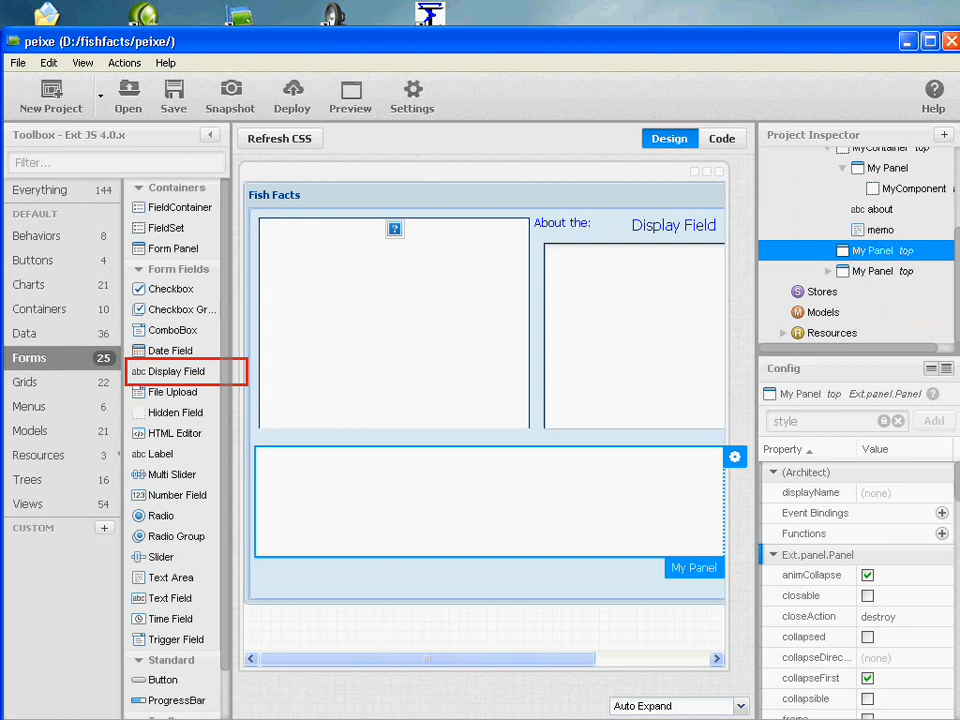 peixe (D:/fishfacts/peixe/)
File Edit View Actions Help
New Project Open Save Snapshot Deploy Preview Settings Help
Toolbox - Ext JS 4.0.x
Filter...
Everything 144
DEFAULT
Behaviors 8
Buttons 4
Charts 21
Containers 10
Data 36
Forms 25
Grids 22
Menus 6
Models 21
Resources 3
Trees 16
Views 54
CUSTOM
Containers
FieldContainer
FieldSet
Form Panel
Form Fields
Checkbox
Checkbox Gr...
ComboBox
Date Field
abc Display Field
File Upload
Hidden Field
HTML Editor
abc Label
Multi Slider
123 Number Field
Radio
Radio Group
Slider
Text Area
abc Text Field
Time Field
Trigger Field
Standard
Button
ProgressBar
Refresh CSS
Design Code
Fish Facts
About the: Display Field
My Panel
Auto Expand
Project Inspector
MyContainer top
My Panel
MyComponent
abc about
memo
My Panel top
My Panel top
S Stores
M Models
R Resources
Config
My Panel top Ext.panel.Panel
style Add
Property Value
(Architect)
displayName (none)
Event Bindings
Functions
Ext.panel.Panel
animCollapse
closable
closeAction destroy
collapsed
collapseDirec... (none)
collapseFirst
collapsible